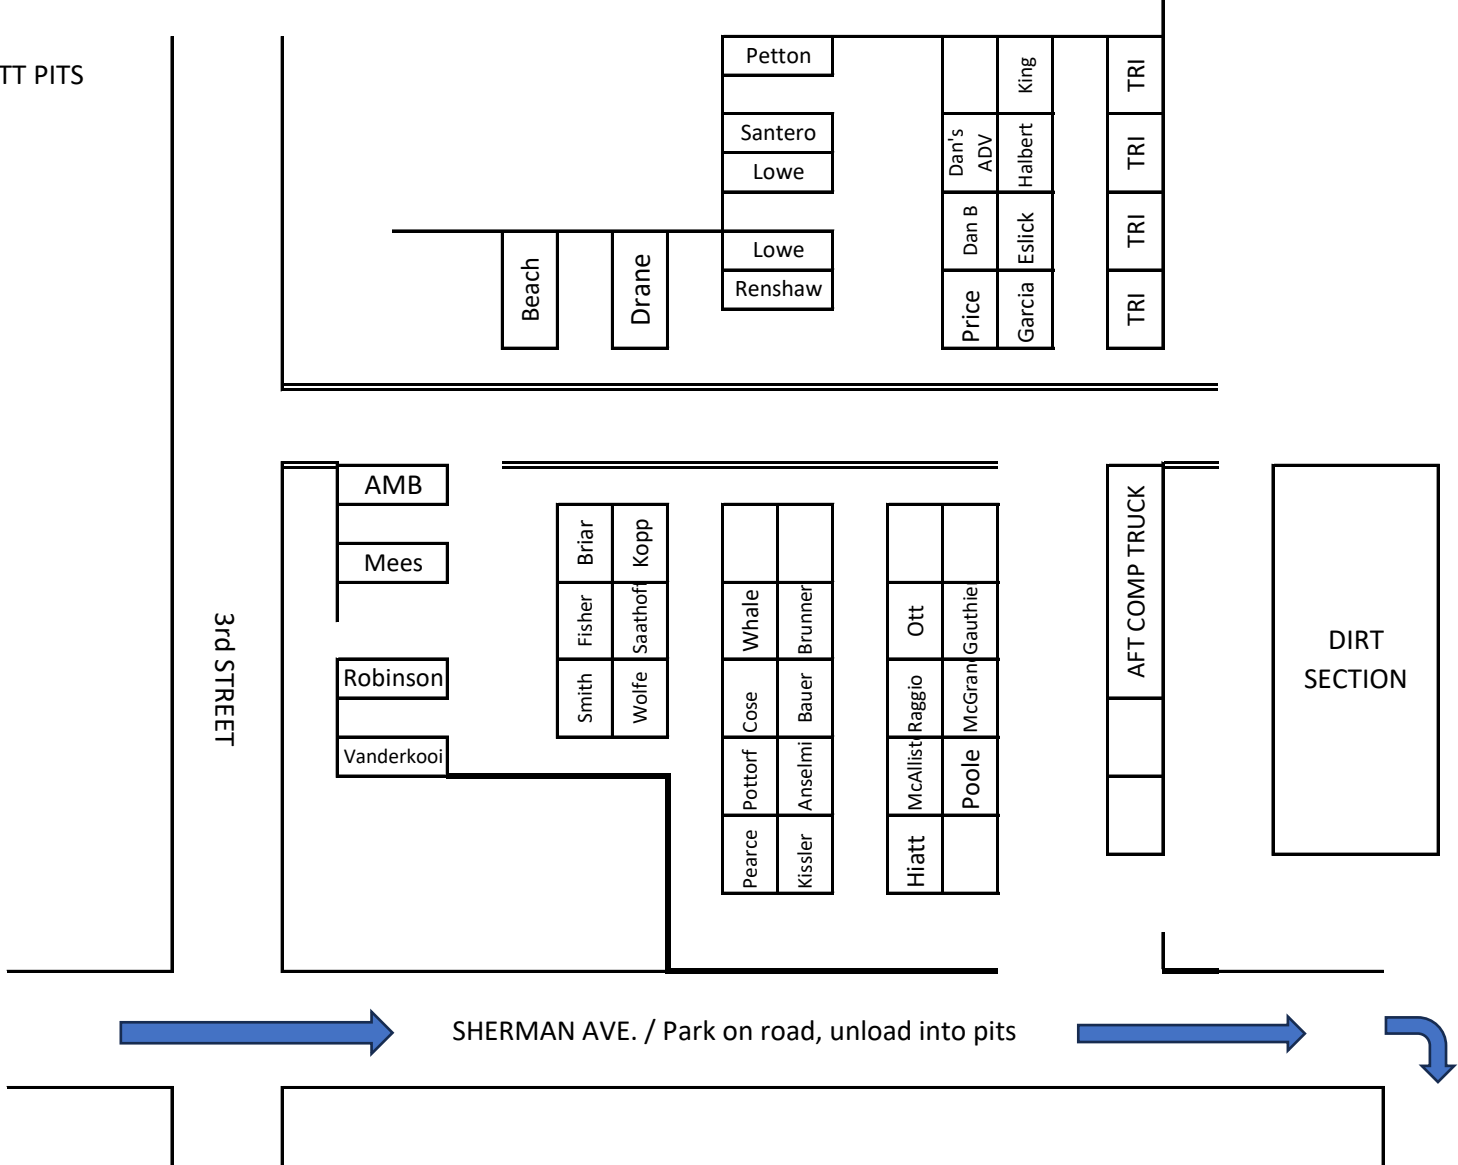 TT PITS
Petton
King
TRI
Santero
Lowe
Dan's
ADV
Halbert
TRI
Lowe
Renshaw
Dan B
Eslick
TRI
Beach
Drane
Price
Garcia
TRI
AMB
Mees
Robinson
Vanderkooi
3rd STREET
Briar
Kopp
Fisher
Saathoff
Smith
Wolfe
Whale
Brunner
Cose
Bauer
Pottorf
Anselmi
Pearce
Kissler
Ott
Gauthie
Raggio
McGran
McAllist
Poole
Hiatt
AFT COMP TRUCK
DIRT
SECTION
SHERMAN AVE. / Park on road, unload into pits